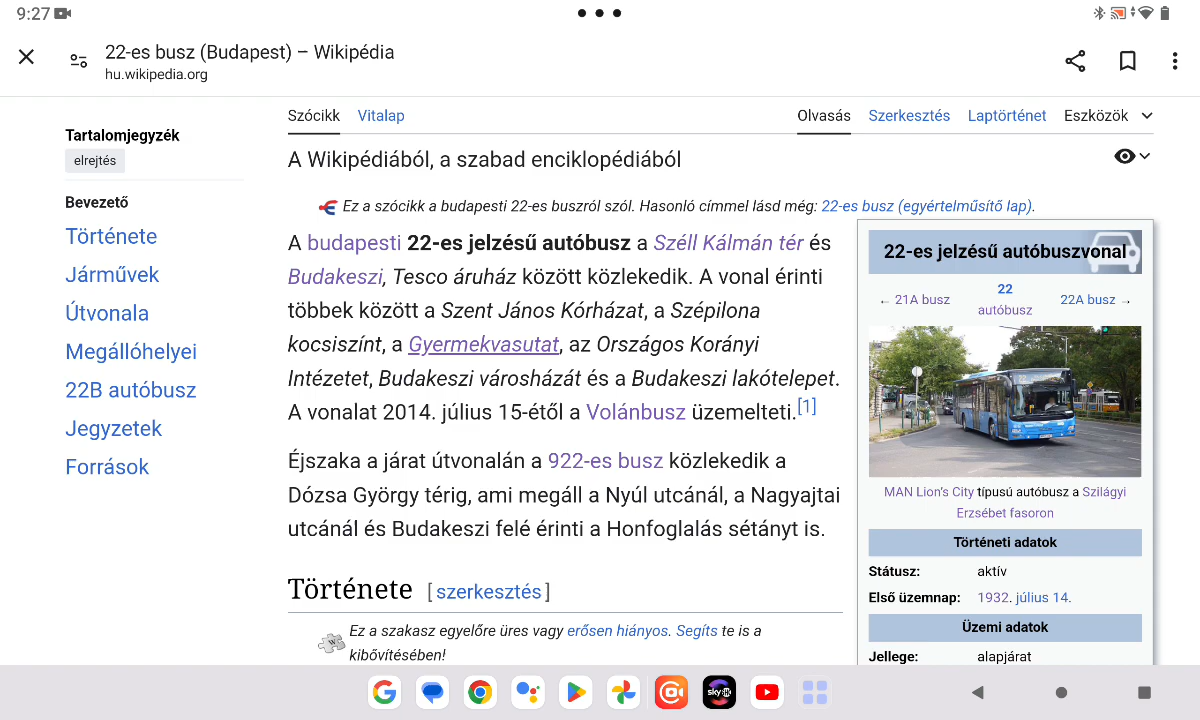 9:27
22-es busz (Budapest) – Wikipédia
hu.wikipedia.org
Tartalomjegyzék
elrejtés
Bevezető
Története
Járművek
Útvonala
Megállóhelyei
22B autóbusz
Jegyzetek
Források
Szócikk Vitalap
Olvasás Szerkesztés Laptörténet Eszközök
A Wikipédiából, a szabad enciklopédiából
Ez a szócikk a budapesti 22-es buszról szól. Hasonló címmel lásd még: 22-es busz (egyértelműsítő lap).
A budapesti 22-es jelzésű autóbusz a Széll Kálmán tér és
Budakeszi, Tesco áruház között közlekedik. A vonal érinti
többek között a Szent János Kórházat, a Szépilona
kocsiszínt, a Gyermekvasutat, az Országos Korányi
Intézetet, Budakeszi városházát és a Budakeszi lakótelepet.
A vonalat 2014. július 15-étől a Volánbusz üzemelteti.[1]
Éjszaka a járat útvonalán a 922-es busz közlekedik a
Dózsa György térig, ami megáll a Nyúl utcánál, a Nagyajtai
utcánál és Budakeszi felé érinti a Honfoglalás sétányt is.
Története [szerkesztés]
Ez a szakasz egyelőre üres vagy erősen hiányos. Segíts te is a
kibővítésében!
22-es jelzésű autóbuszvonal
← 21A busz
22
autóbusz
22A busz →
MAN Lion's City típusú autóbusz a Szilágyi
Erzsébet fasoron
Történeti adatok
Státusz: aktív
Első üzemnap: 1932. július 14.
Üzemi adatok
Jellege: alapjárat